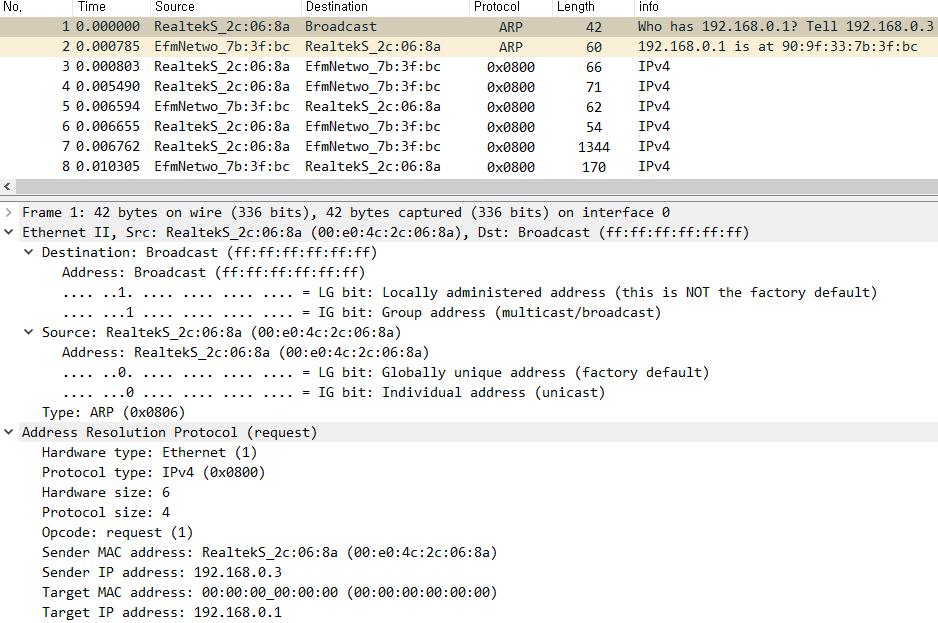 No. Time Source Destination Protocol Length info
1 0.000000 RealtekS_2c:06:8a Broadcast ARP 42 Who has 192.168.0.1? Tell 192.168.0.3
2 0.000785 EfmNetwo_7b:3f:bc RealtekS_2c:06:8a ARP 60 192.168.0.1 is at 90:9f:33:7b:3f:bc
3 0.000803 RealtekS_2c:06:8a EfmNetwo_7b:3f:bc 0x0800 66 IPv4
4 0.005490 RealtekS_2c:06:8a EfmNetwo_7b:3f:bc 0x0800 71 IPv4
5 0.006594 EfmNetwo_7b:3f:bc RealtekS_2c:06:8a 0x0800 62 IPv4
6 0.006655 RealtekS_2c:06:8a EfmNetwo_7b:3f:bc 0x0800 54 IPv4
7 0.006762 RealtekS_2c:06:8a EfmNetwo_7b:3f:bc 0x0800 1344 IPv4
8 0.010305 EfmNetwo_7b:3f:bc RealtekS_2c:06:8a 0x0800 170 IPv4
Frame 1: 42 bytes on wire (336 bits), 42 bytes captured (336 bits) on interface 0
Ethernet II, Src: RealtekS_2c:06:8a (00:e0:4c:2c:06:8a), Dst: Broadcast (ff:ff:ff:ff:ff:ff)
Destination: Broadcast (ff:ff:ff:ff:ff:ff)
Address: Broadcast (ff:ff:ff:ff:ff:ff)
.... ..1. .... .... .... .... = LG bit: Locally administered address (this is NOT the factory default)
.... ...1 .... .... .... .... = IG bit: Group address (multicast/broadcast)
Source: RealtekS_2c:06:8a (00:e0:4c:2c:06:8a)
Address: RealtekS_2c:06:8a (00:e0:4c:2c:06:8a)
.... ..0. .... .... .... .... = LG bit: Globally unique address (factory default)
.... ...0 .... .... .... .... = IG bit: Individual address (unicast)
Type: ARP (0x0806)
Address Resolution Protocol (request)
Hardware type: Ethernet (1)
Protocol type: IPv4 (0x0800)
Hardware size: 6
Protocol size: 4
Opcode: request (1)
Sender MAC address: RealtekS_2c:06:8a (00:e0:4c:2c:06:8a)
Sender IP address: 192.168.0.3
Target MAC address: 00:00:00_00:00:00 (00:00:00:00:00:00)
Target IP address: 192.168.0.1